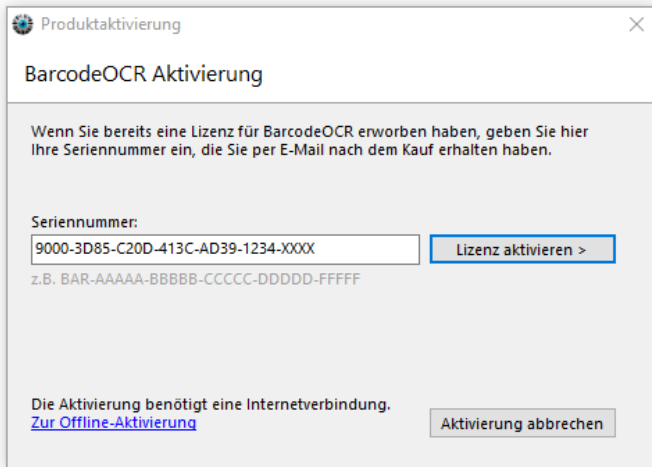 Produktaktivierung
BarcodeOCR Aktivierung
Wenn Sie bereits eine Lizenz für BarcodeOCR erworben haben, geben Sie hier
Ihre Seriennummer ein, die Sie per E-Mail nach dem Kauf erhalten haben.
Seriennummer:
9000-3D85-C20D-413C-AD39-1234-XXXX
Lizenz aktivieren >
z.B. BAR-AAAAA-BBBBB-CCCCC-DDDDD-FFFFF
Die Aktivierung benötigt eine Internetverbindung.
Zur Offline-Aktivierung
Aktivierung abbrechen